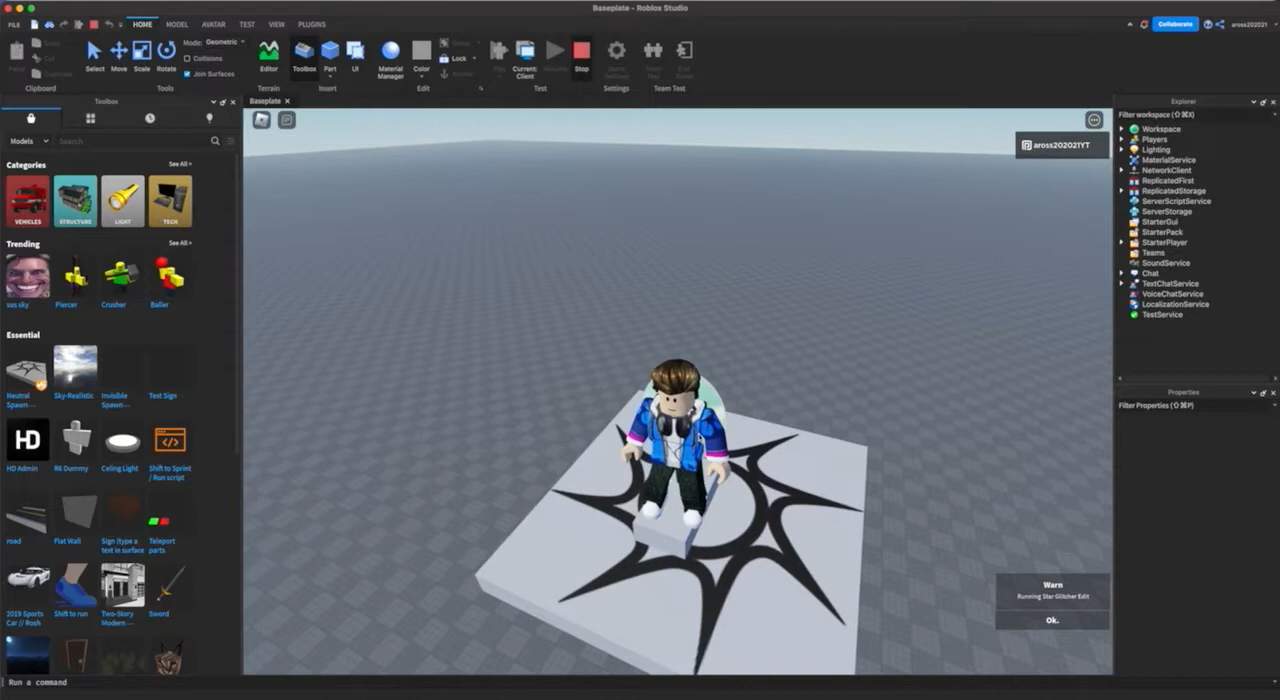 Baseplate - Roblox Studio
FILE
HOME MODEL AVATAR TEST VIEW PLUGINS
Collaborate
aross202021
Mode: Geometric
Collisions
Join Surfaces
Select Move Scale Rotate
Editor
Toolbox Part UI
Material Manager
Color
Lock
Current: Client
Stop
Clipboard Tools Terrain Insert Edit Test Settings Team Test
Toolbox
Baseplate
Models Search
Categories See All >
VEHICLES STRUCTURE LIGHT TECH
Trending See All >
sus sky Piercer Crusher Baller
Essential
Neutral Spawn... Sky-Realistic Invisible Spawn... Text Sign
HD
HD Admin R6 Dummy Celing Light Shift to Sprint / Run script
road Flat Wall Sign (type a text in surface Teleport parts
2019 Sports Car // Rosh Shift to run Two-Story Modern... Sword
Run a command
aross202021YT
Warn
Running Star Glitcher Edit
Ok.
Explorer
Filter workspace (⇧⌘X)
Workspace
Players
Lighting
MaterialService
NetworkClient
ReplicatedFirst
ReplicatedStorage
ServerScriptService
ServerStorage
StarterGui
StarterPack
StarterPlayer
Teams
SoundService
Chat
TextChatService
VoiceChatService
LocalizationService
TestService
Properties
Filter Properties (⇧⌘P)